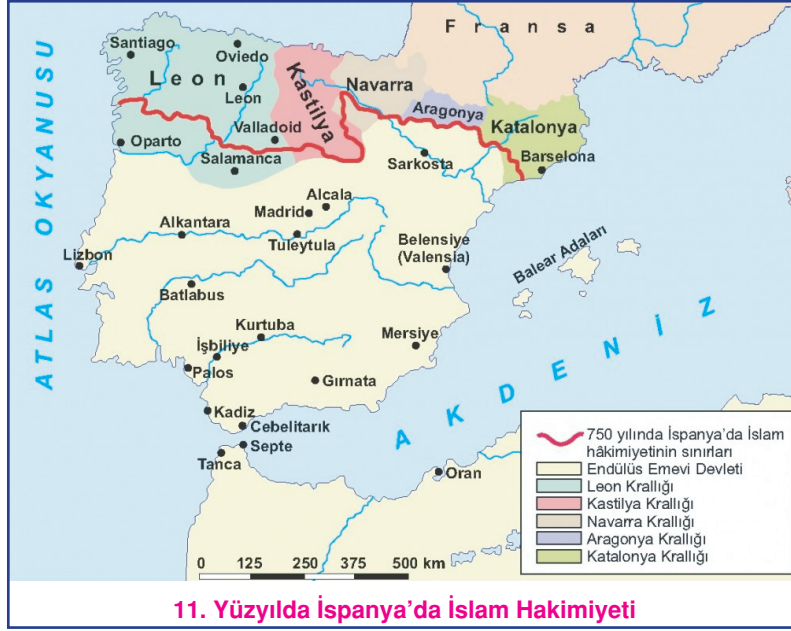 Fransa
Santiago
Oviedo
Leon
Leon
Kastilya
Navarra
Aragonya
Katalonya
Oparto
Valladoid
Salamanca
Sarkosta
Barselona
ATLAS OKYANUSU
Alcala
Madrid
Alkantara
Tuleytula
Lizbon
Belensiye
(Valensia)
Balear Adaları
Batlabus
Kurtuba
Mersiye
İşbiliye
Palos
Gırnata
AKDENİZ
Kadiz
Cebelitarık
Septe
Tanca
Oran
750 yılında İspanya'da İslam
hâkimiyetinin sınırları
Endülüs Emevi Devleti
Leon Krallığı
Kastilya Krallığı
Navarra Krallığı
Aragonya Krallığı
Katalonya Krallığı
0 125 250 375 500 km
11. Yüzyılda İspanya'da İslam Hakimiyeti